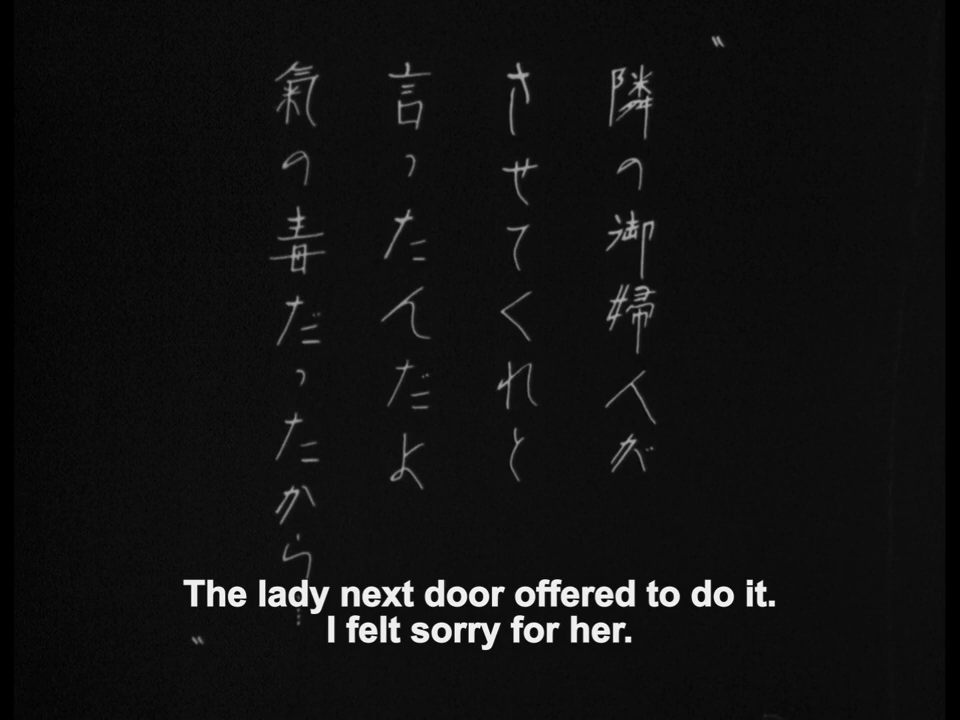 〝隣の御婦人が
させてくれと
言ったんだよ
氣の毒だったから…〟
The lady next door offered to do it.
I felt sorry for her.